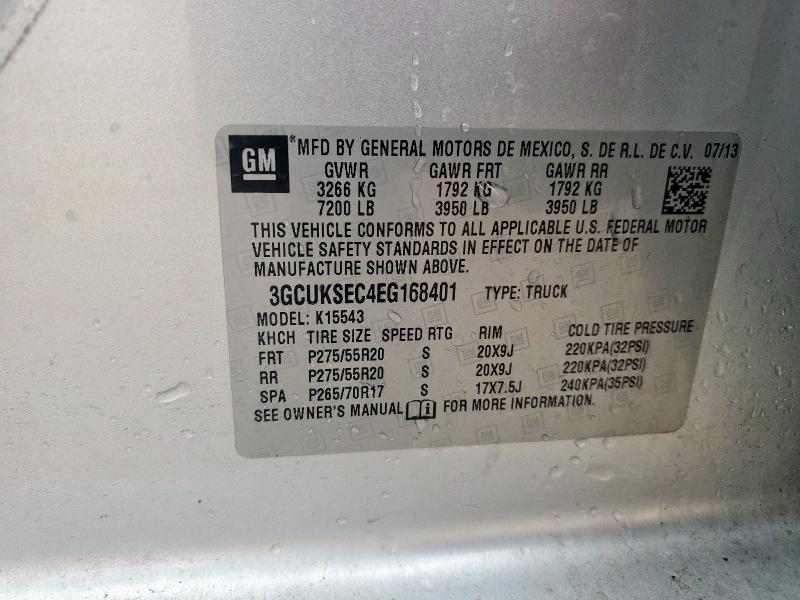 GM
® MFD BY GENERAL MOTORS DE MEXICO, S. DE R.L. DE C.V. 07/13
GVWR GAWR FRT GAWR RR
3266 KG 1792 KG 1792 KG
7200 LB 3950 LB 3950 LB
THIS VEHICLE CONFORMS TO ALL APPLICABLE U.S. FEDERAL MOTOR
VEHICLE SAFETY STANDARDS IN EFFECT ON THE DATE OF
MANUFACTURE SHOWN ABOVE.
3GCUKSEC4EG168401 TYPE: TRUCK
MODEL: K15543
KHCH TIRE SIZE SPEED RTG RIM COLD TIRE PRESSURE
FRT P275/55R20 S 20X9J 220KPA(32PSI)
RR P275/55R20 S 20X9J 220KPA(32PSI)
SPA P265/70R17 S 17X7.5J 240KPA(35PSI)
SEE OWNER'S MANUAL FOR MORE INFORMATION.